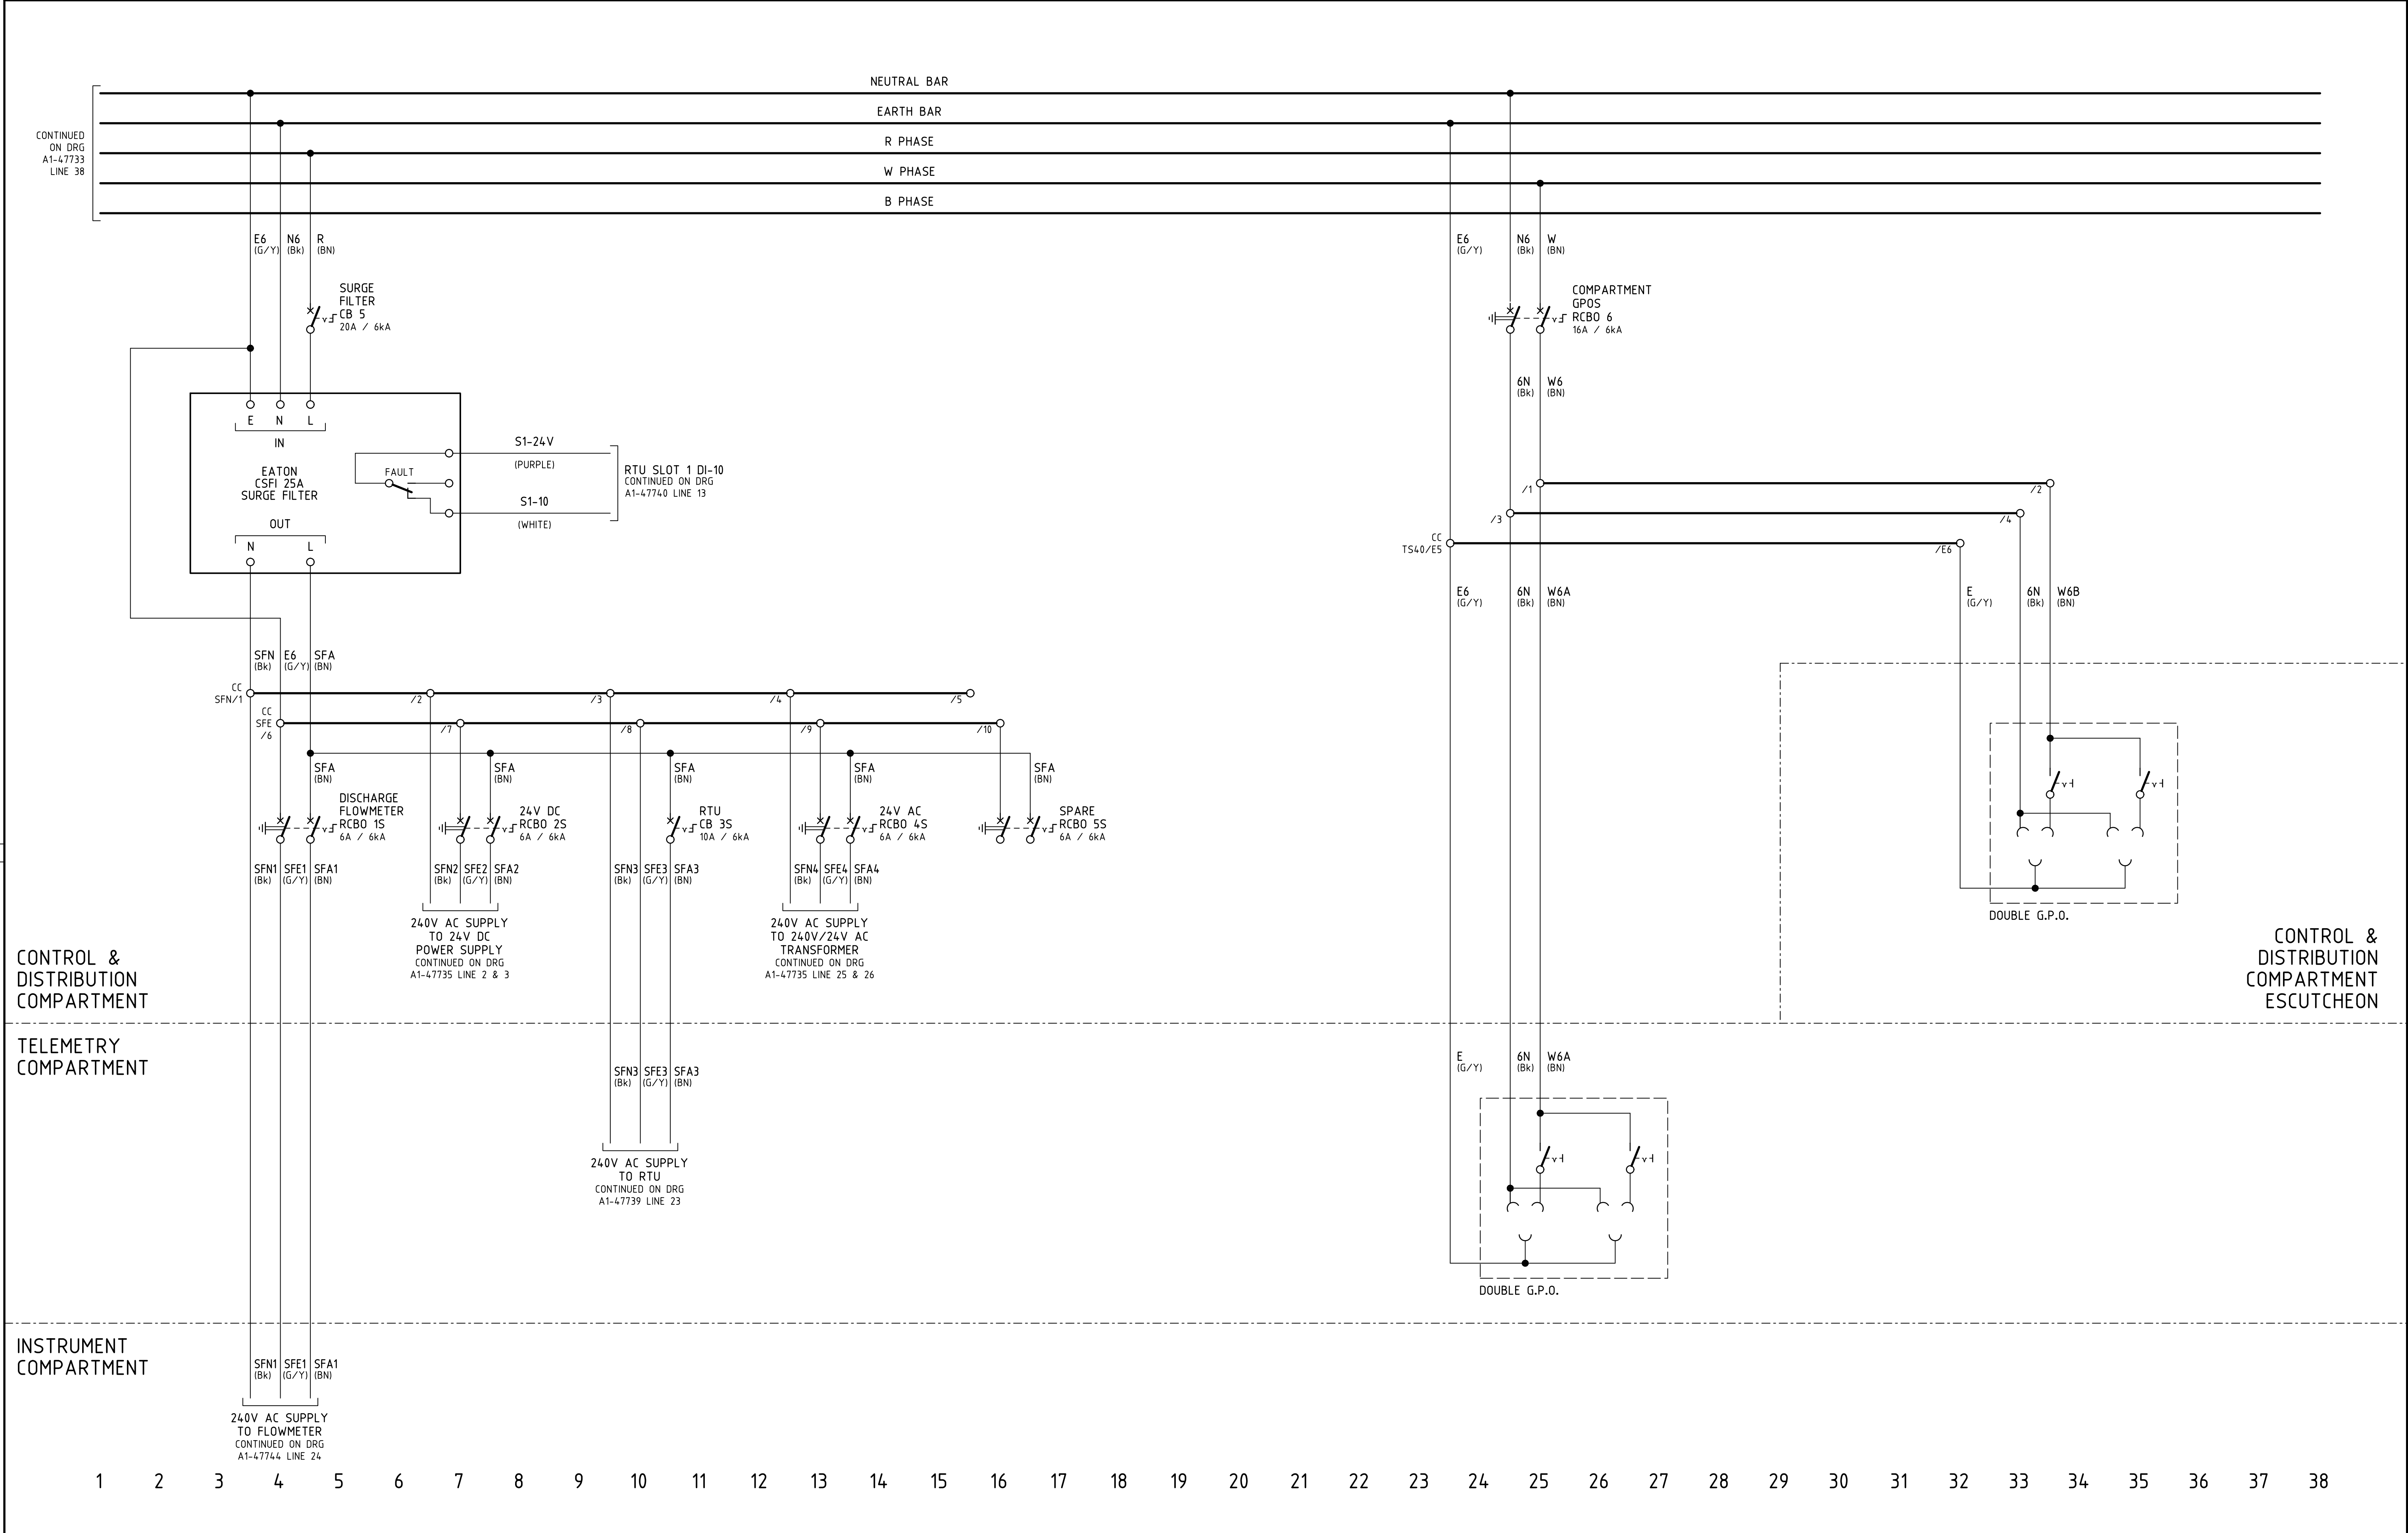 NEUTRAL BAR
EARTH BAR
R PHASE
W PHASE
B PHASE
CONTINUED
ON DRG
A1-47733
LINE 38
E6
(G/Y)
N6
(Bk)
R
(BN)
SURGE
FILTER
CB 5
20A / 6kA
E N L
IN
EATON
CSFI 25A
SURGE FILTER
FAULT
OUT
N L
S1-24V
(PURPLE)
S1-10
(WHITE)
RTU SLOT 1 DI-10
CONTINUED ON DRG
A1-47740 LINE 13
SFN
(Bk)
E6
(G/Y)
SFA
(BN)
CC
SFN/1
/2
/3
/4
/5
CC
SFE
/6
/7
/8
/9
/10
SFA
(BN)
SFA
(BN)
SFA
(BN)
SFA
(BN)
SFA
(BN)
DISCHARGE
FLOWMETER
RCBO 1S
6A / 6kA
24V DC
RCBO 2S
6A / 6kA
RTU
CB 3S
10A / 6kA
24V AC
RCBO 4S
6A / 6kA
SPARE
RCBO 5S
6A / 6kA
SFN1
(Bk)
SFE1
(G/Y)
SFA1
(BN)
SFN2
(Bk)
SFE2
(G/Y)
SFA2
(BN)
SFN3
(Bk)
SFE3
(G/Y)
SFA3
(BN)
SFN4
(Bk)
SFE4
(G/Y)
SFA4
(BN)
240V AC SUPPLY
TO 24V DC
POWER SUPPLY
CONTINUED ON DRG
A1-47735 LINE 2 & 3
240V AC SUPPLY
TO 240V/24V AC
TRANSFORMER
CONTINUED ON DRG
A1-47735 LINE 25 & 26
CONTROL &
DISTRIBUTION
COMPARTMENT
TELEMETRY
COMPARTMENT
SFN3
(Bk)
SFE3
(G/Y)
SFA3
(BN)
240V AC SUPPLY
TO RTU
CONTINUED ON DRG
A1-47739 LINE 23
INSTRUMENT
COMPARTMENT
SFN1
(Bk)
SFE1
(G/Y)
SFA1
(BN)
240V AC SUPPLY
TO FLOWMETER
CONTINUED ON DRG
A1-47744 LINE 24
E6
(G/Y)
N6
(Bk)
W
(BN)
COMPARTMENT
GPOS
RCBO 6
16A / 6kA
6N
(Bk)
W6
(BN)
/1
/2
/3
/4
CC
TS40/E5
/E6
E6
(G/Y)
6N
(Bk)
W6A
(BN)
E
(G/Y)
6N
(Bk)
W6B
(BN)
DOUBLE G.P.O.
CONTROL &
DISTRIBUTION
COMPARTMENT
ESCUTCHEON
E
(G/Y)
6N
(Bk)
W6A
(BN)
DOUBLE G.P.O.
1 2 3 4 5 6 7 8 9 10 11 12 13 14 15 16 17 18 19 20 21 22 23 24 25 26 27 28 29 30 31 32 33 34 35 36 37 38